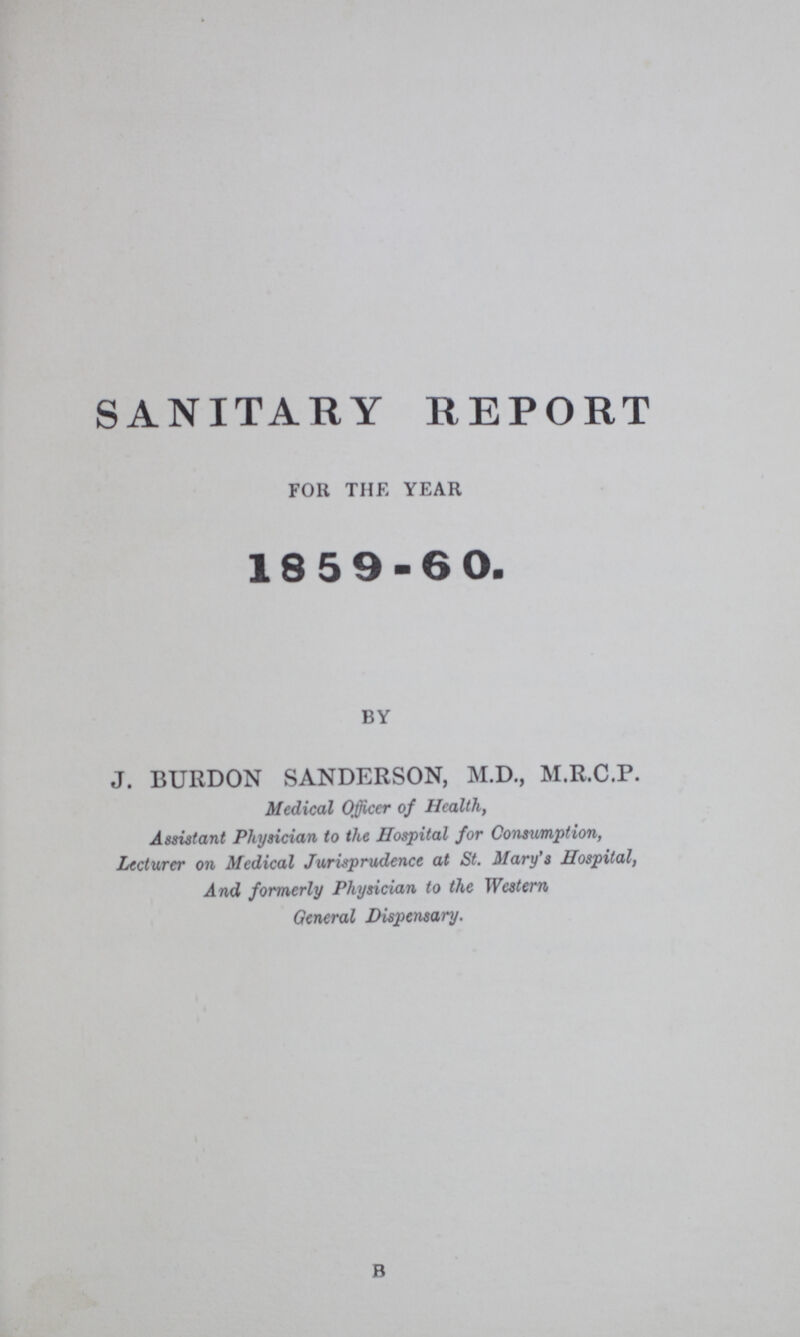 SANITARY REPORT
FOR THE YEAR
1859-60.
BY
J. BURDON SANDERSON, M.D., M.R.C.P.
Medical Officer of Health,
Assistant Physician to the Hospital for Consumption,
Lecturer on Medical Jurisprudence at St. Mary's Hospital,
And formerly Physician to the Western
General Dispensary.
B